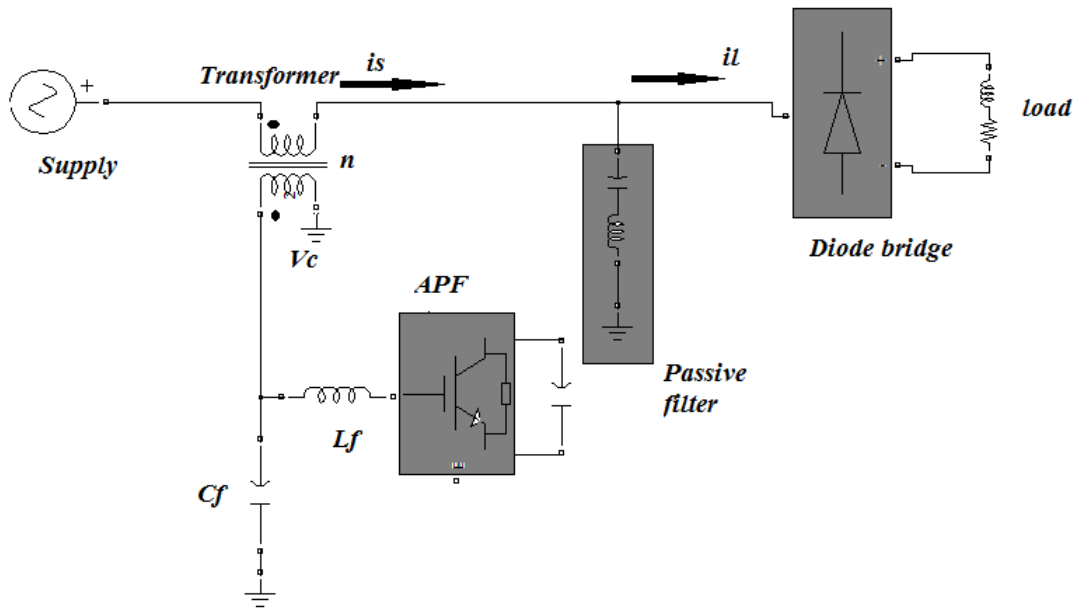 Transformer
is
il
+
Supply
n
load
+
-
Vc
Diode bridge
APF
Passive
filter
Lf
E
Cf